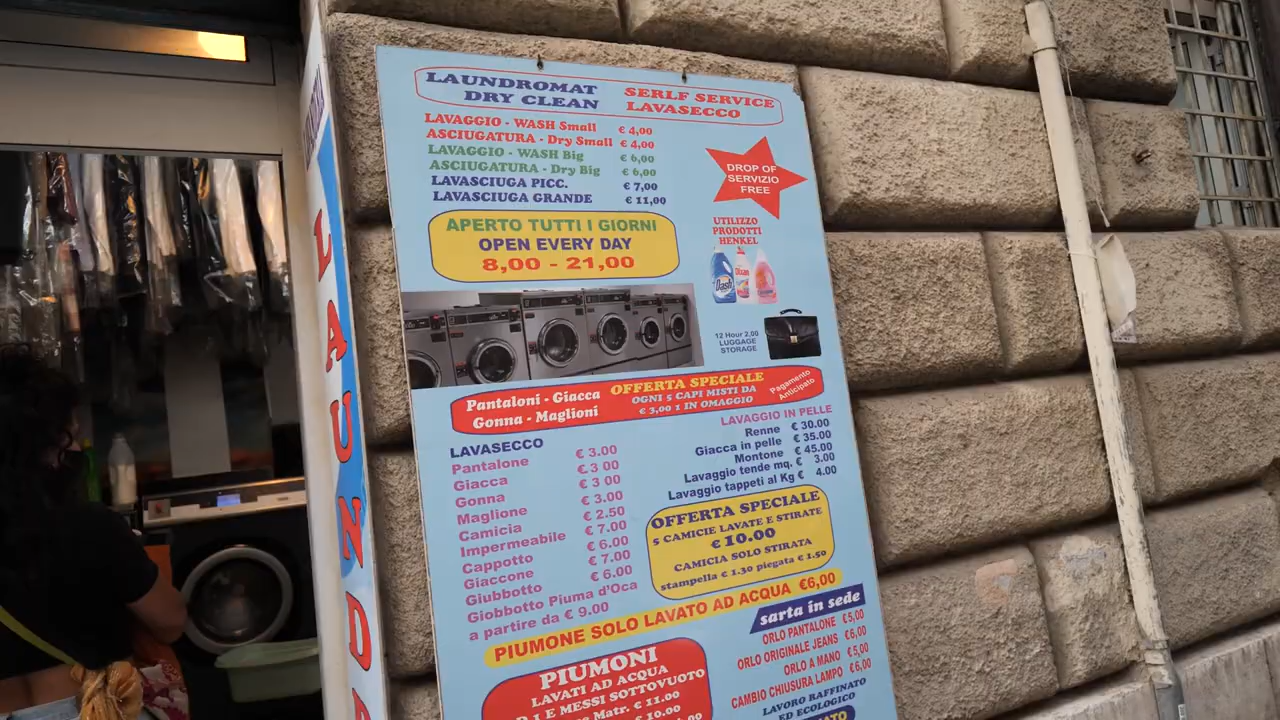 LAUNDROMAT
DRY CLEAN
SERLF SERVICE
LAVASECCO
LAVAGGIO - WASH Small € 4,00
ASCIUGATURA - Dry Small € 4,00
LAVAGGIO - WASH Big € 6,00
ASCIUGATURA - Dry Big € 6,00
LAVASCIUGA PICC. € 7,00
LAVASCIUGA GRANDE € 11,00
DROP OF
SERVIZIO
FREE
APERTO TUTTI I GIORNI
OPEN EVERY DAY
8,00 - 21,00
UTILIZZO
PRODOTTI
HENKEL
Dash
12 Hour 2,00
LUGGAGE
STORAGE
Pantaloni - Giacca
Gonna - Maglioni
OFFERTA SPECIALE
OGNI 5 CAPI MISTI DA
€ 3,00 1 IN OMAGGIO
Pagamento
Anticipato
LAVASECCO
Pantalone € 3.00
Giacca € 3 00
Gonna € 3 00
Maglione € 3.00
Camicia € 2.50
Impermeabile € 7.00
Cappotto € 6.00
Giaccone € 7.00
Giubbotto € 6.00
Giobbotto Piuma d'Oca
a partire da € 9.00
LAVAGGIO IN PELLE
Renne € 30.00
Giacca in pelle € 35.00
Montone € 45.00
Lavaggio tende mq. € 3.00
Lavaggio tappeti al Kg € 4.00
OFFERTA SPECIALE
5 CAMICIE LAVATE E STIRATE
€ 10.00
CAMICIA SOLO STIRATA
stampella € 1.30 piegata € 1.50
PIUMONE SOLO LAVATO AD ACQUA €6,00
PIUMONI
LAVATI AD ACQUA
E MESSI SOTTOVUOTO
Matr. € 11.00
€ 10.00
sarta in sede
ORLO PANTALONE €5,00
ORLO ORIGINALE JEANS €6,00
ORLO A MANO €5,00
CAMBIO CHIUSURA LAMPO €6,00
LAVORO RAFFINATO
ED ECOLOGICO
LAUND